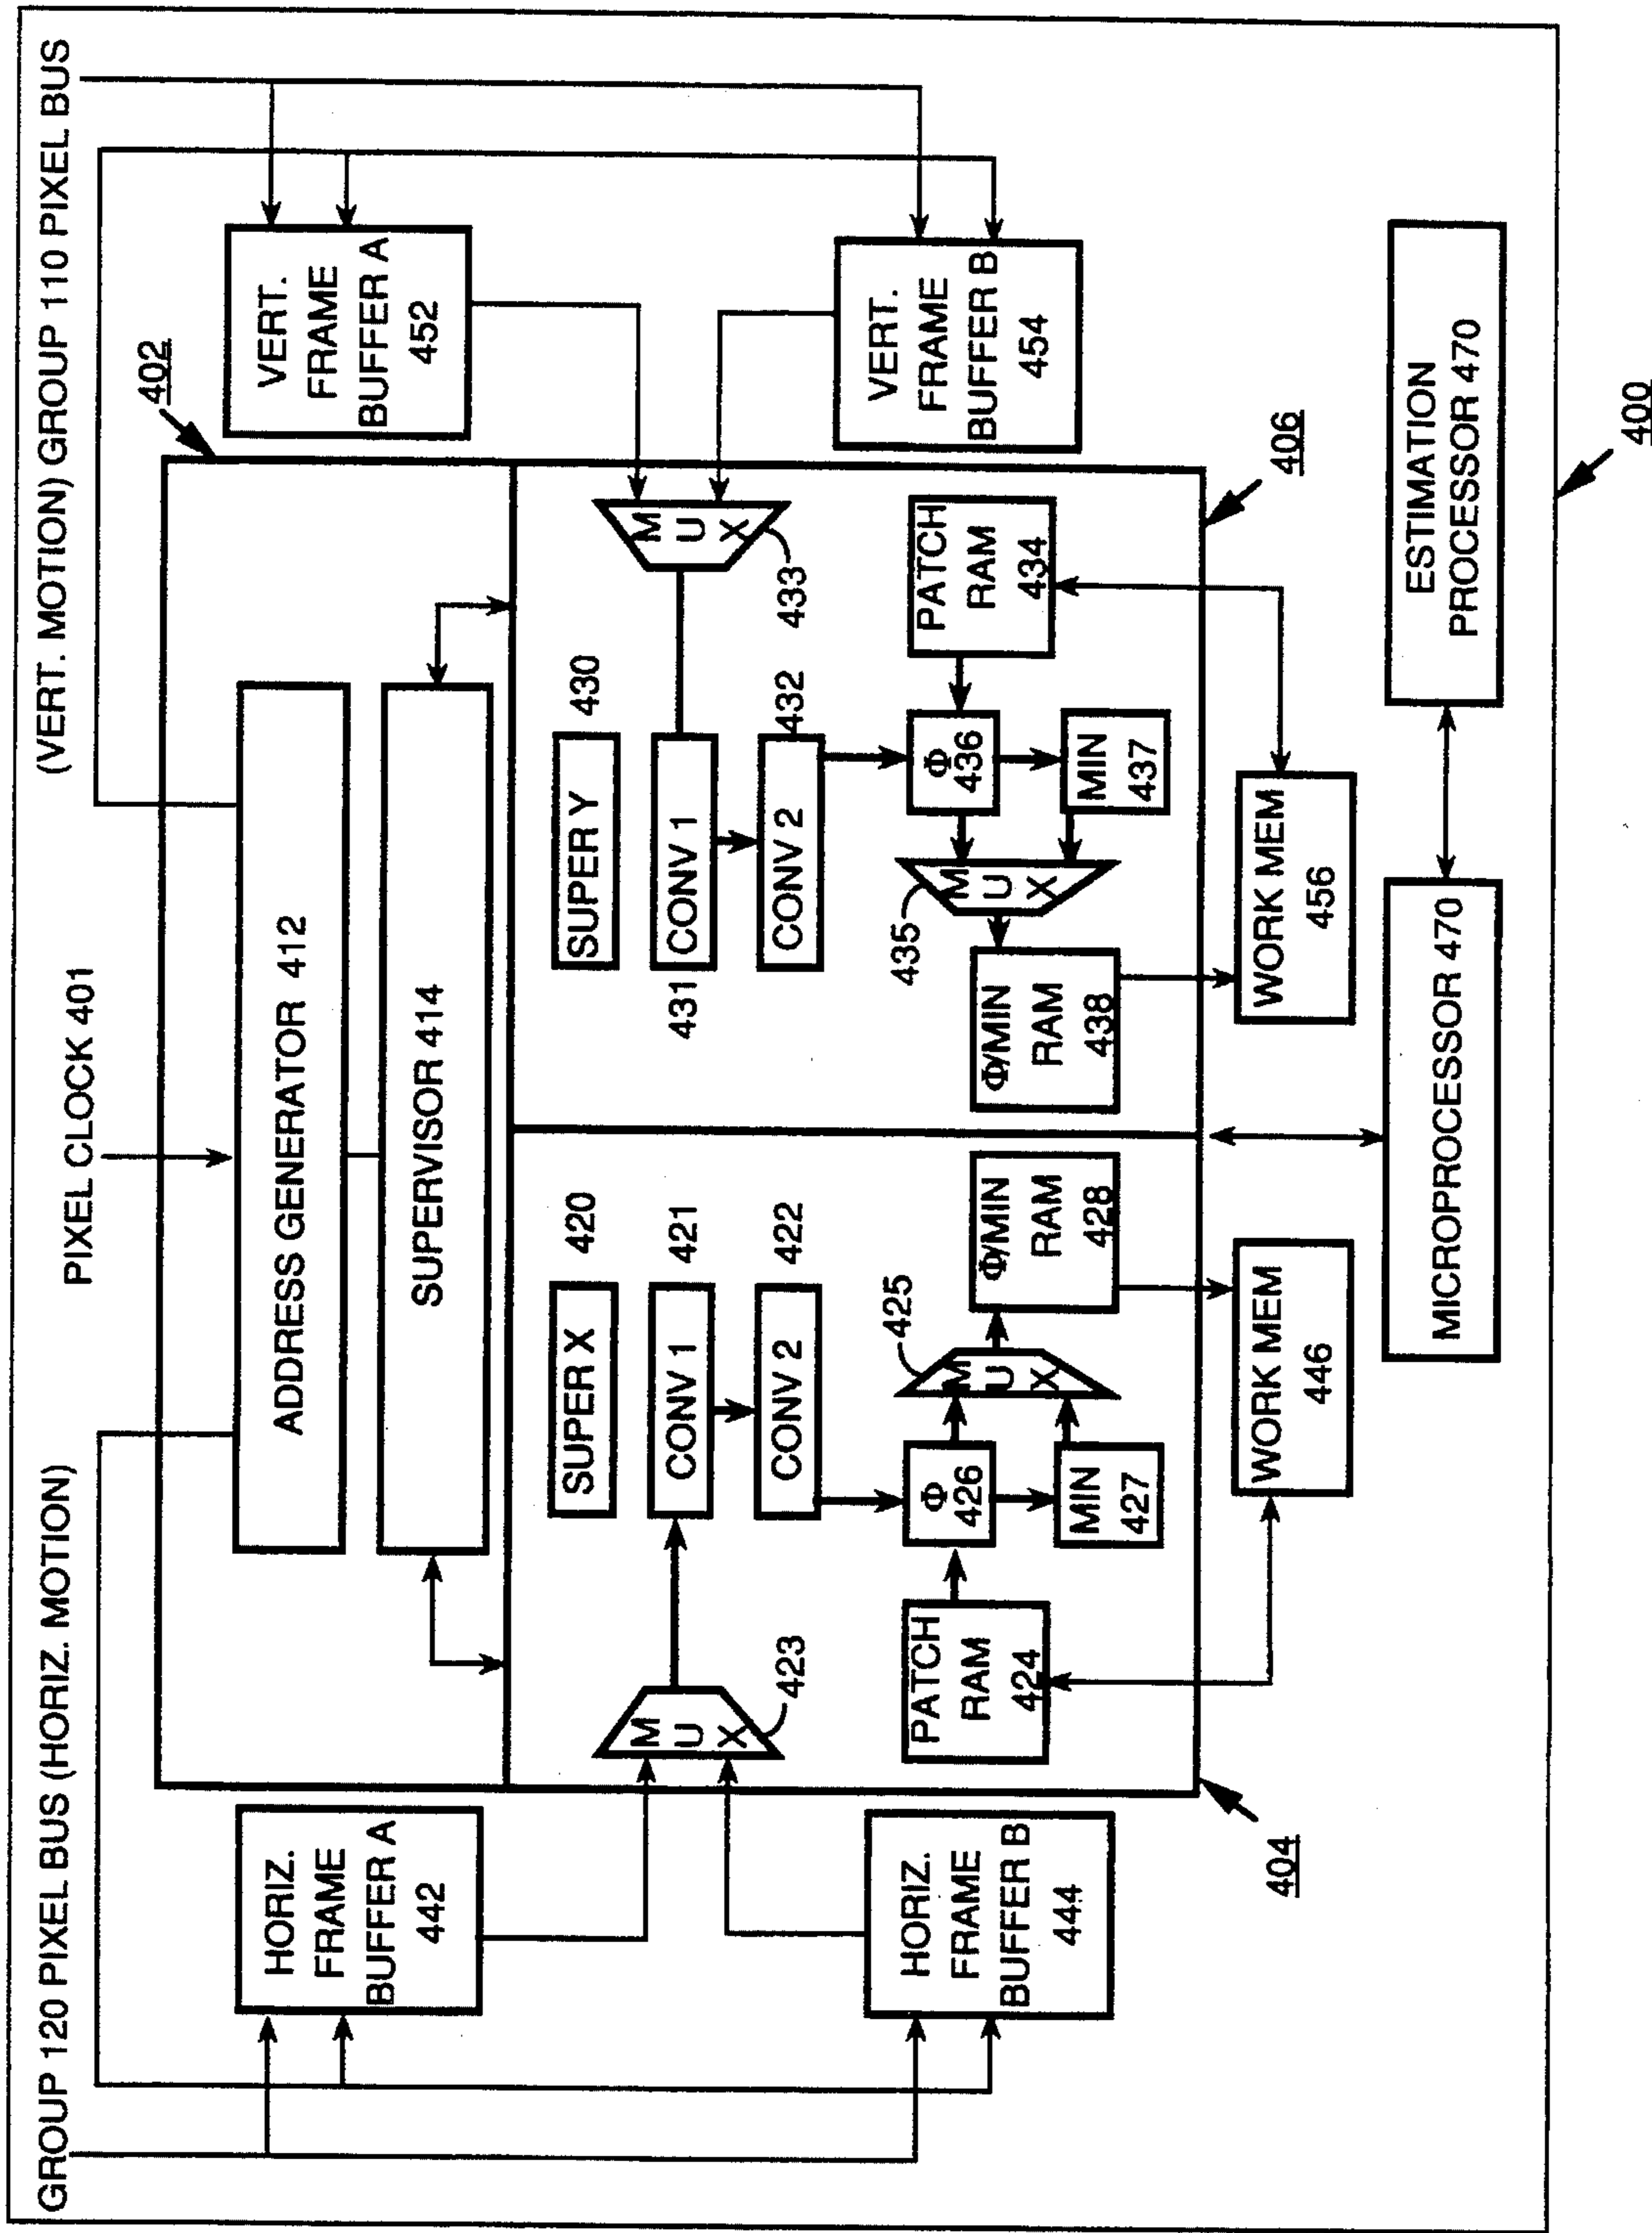 GROUP 120 PIXEL BUS (HORIZ. MOTION)
PIXEL CLOCK 401
(VERT. MOTION) GROUP 110 PIXEL BUS
402
HORIZ.
FRAME
BUFFER A
442
ADDRESS GENERATOR 412
SUPERVISOR 414
VERT.
FRAME
BUFFER A
452
MUX
423
SUPER X
420
CONV 1
421
CONV 2
422
SUPER Y
430
CONV 1
431
CONV 2
432
MUX
433
HORIZ.
FRAME
BUFFER B
444
PATCH
RAM
424
Φ
426
MIN
427
MUX
425
Φ/MIN
RAM
428
Φ/MIN
RAM
438
435
MUX
Φ
436
MIN
437
PATCH
RAM
434
VERT.
FRAME
BUFFER B
454
404
WORK MEM
446
WORK MEM
456
406
MICROPROCESSOR 470
ESTIMATION
PROCESSOR 470
400